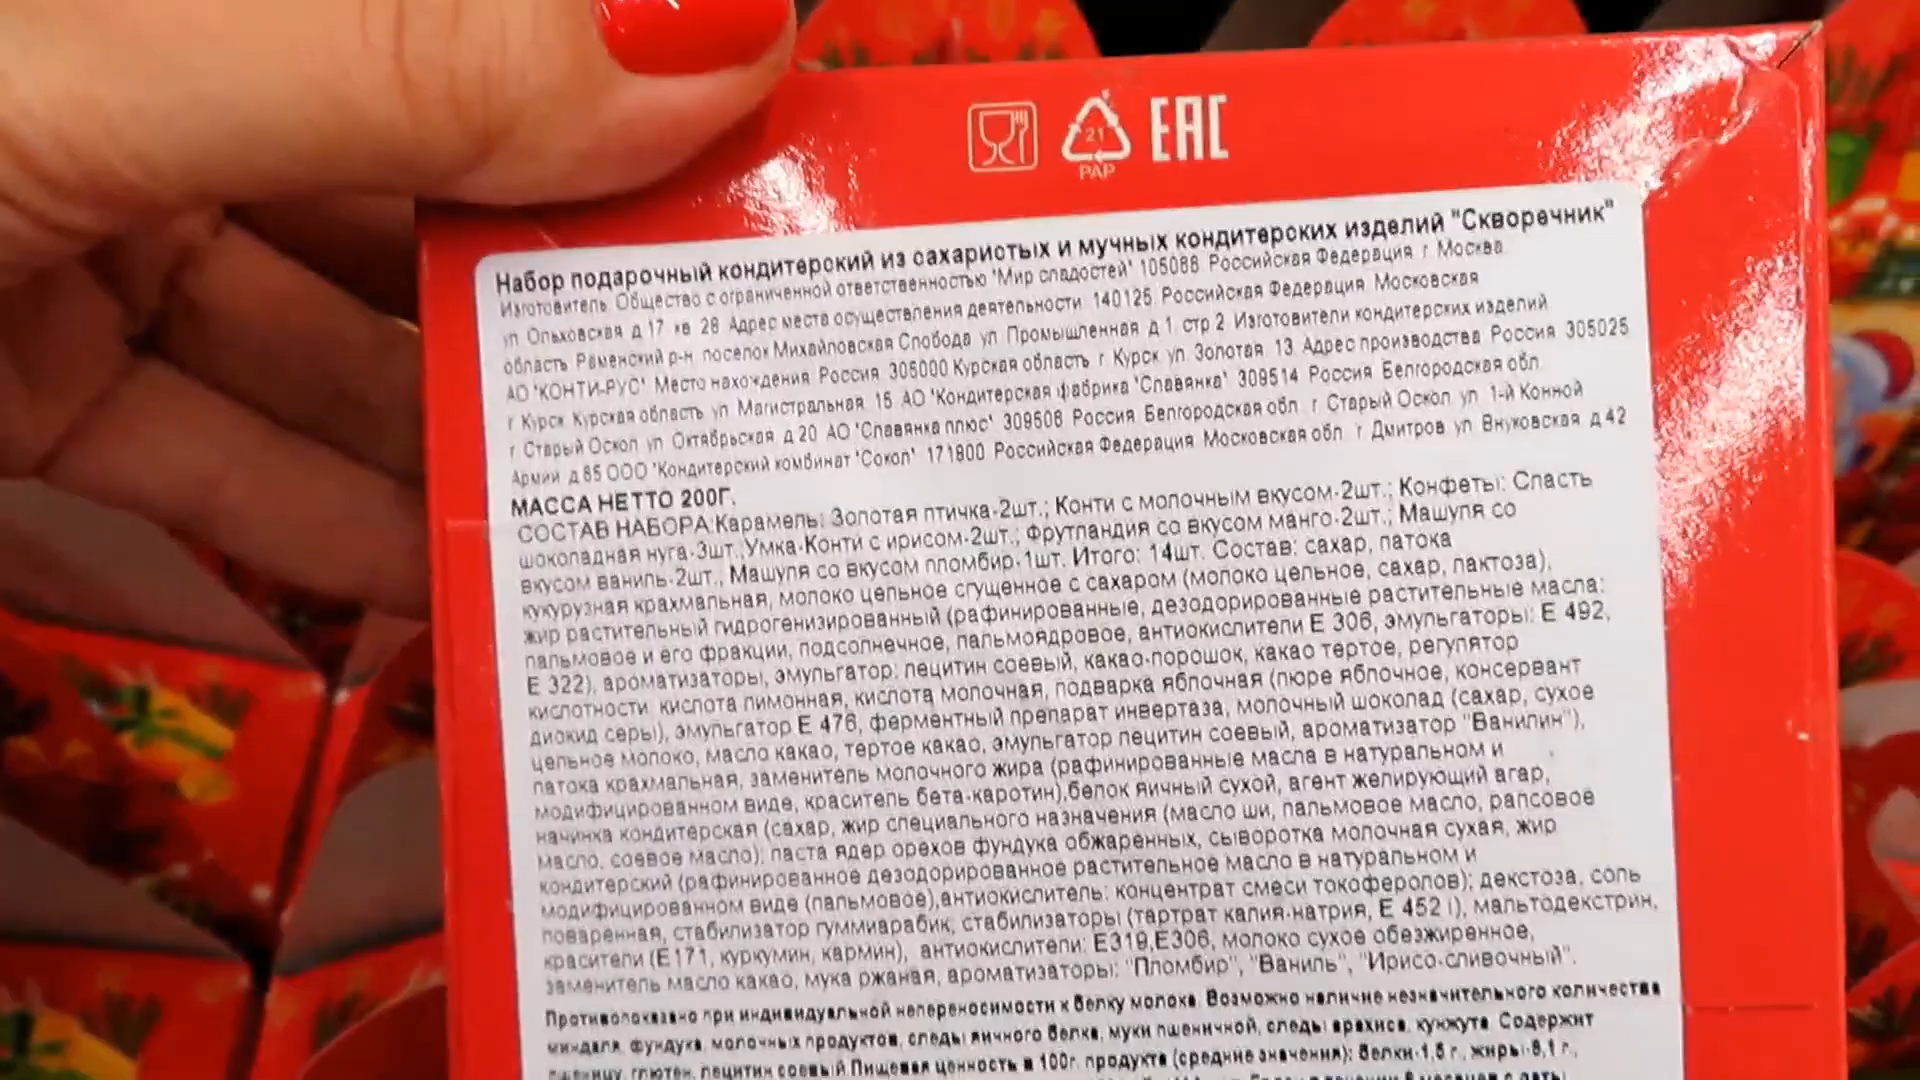 21
PAP
EAC
Набор подарочный кондитерский из сахаристых и мучных кондитерских изделий "Скворечник"
Изготовитель Общество с ограниченной ответственностью "Мир сладостей" 105066 Российская Федерация г Москва
ул Ольховская д 17 кв 28 Адрес места осуществления деятельности 140125 Российская Федерация Московская
область Раменский р-н поселок Михайловская Слобода ул Промышленная д 1 стр 2 Изготовители кондитерских изделий
АО "КОНТИ-РУС" Место нахождения Россия 305000 Курская область г Курск ул Золотая 13 Адрес производства Россия 305025
г Курск Курская область ул Магистральная 15 АО "Кондитерская фабрика "Славянка" 309514 Россия Белгородская обл
г Старый Оскол ул Октябрьская д 20 АО "Славянка плюс" 309506 Россия Белгородская обл г Старый Оскол ул 1-й Конной
Армии д 65 ООО "Кондитерский комбинат "Сокол" 171800 Российская Федерация Московская обл г Дмитров ул Внуковская д 42
МАССА НЕТТО 200Г.
СОСТАВ НАБОРА:Карамель: Золотая птичка-2шт.; Конти с молочным вкусом-2шт.; Конфеты: Сласть
шоколадная нуга-3шт.,Умка-Конти с ирисом-2шт.; Фрутландия со вкусом манго-2шт.; Машуля со
вкусом ваниль-2шт., Машуля со вкусом пломбир-1шт. Итого: 14шт. Состав: сахар, патока
кукурузная крахмальная, молоко цельное сгущенное с сахаром (молоко цельное, сахар, лактоза),
жир растительный гидрогенизированный (рафинированные, дезодорированные растительные масла:
пальмовое и его фракции, подсолнечное, пальмоядровое, антиокислители Е 306, эмульгаторы: Е 492,
Е 322), ароматизаторы, эмульгатор: лецитин соевый, какао-порошок, какао тертое, регулятор
кислотности кислота лимонная, кислота молочная, подварка яблочная (пюре яблочное, консервант
диокид серы), эмульгатор Е 476, ферментный препарат инвертаза, молочный шоколад (сахар, сухое
цельное молоко, масло какао, тертое какао, эмульгатор лецитин соевый, ароматизатор "Ванилин"),
патока крахмальная, заменитель молочного жира (рафинированные масла в натуральном и
модифицированном виде, краситель бета-каротин),белок яичный сухой, агент желирующий агар,
начинка кондитерская (сахар, жир специального назначения (масло ши, пальмовое масло, рапсовое
масло, соевое масло); паста ядер орехов фундука обжаренных, сыворотка молочная сухая, жир
кондитерский (рафинированное дезодорированное растительное масло в натуральном и
модифицированном виде (пальмовое),антиокислитель: концентрат смеси токоферолов); декстоза, соль
поваренная, стабилизатор гуммиарабик, стабилизаторы (тартрат калия-натрия, Е 452 i), мальтодекстрин,
красители (Е171, куркумин, кармин), антиокислители: Е319,Е306, молоко сухое обезжиренное,
заменитель масло какао, мука ржаная, ароматизаторы: "Пломбир", "Ваниль", "Ирисо-сливочный".
Противопоказано при индивидуальной непереносимости к белку молока Возможно наличие незначительного количества
миндаля, фундука, молочных продуктов, следы яичного белка, муки пшеничной, следы арахиса, кунжута Содержит
пшеницу, глютен, лецитин соевый Пищевая ценность в 100г. продукта (средние значения): белки-1,6 г., жиры-8,1 г.,